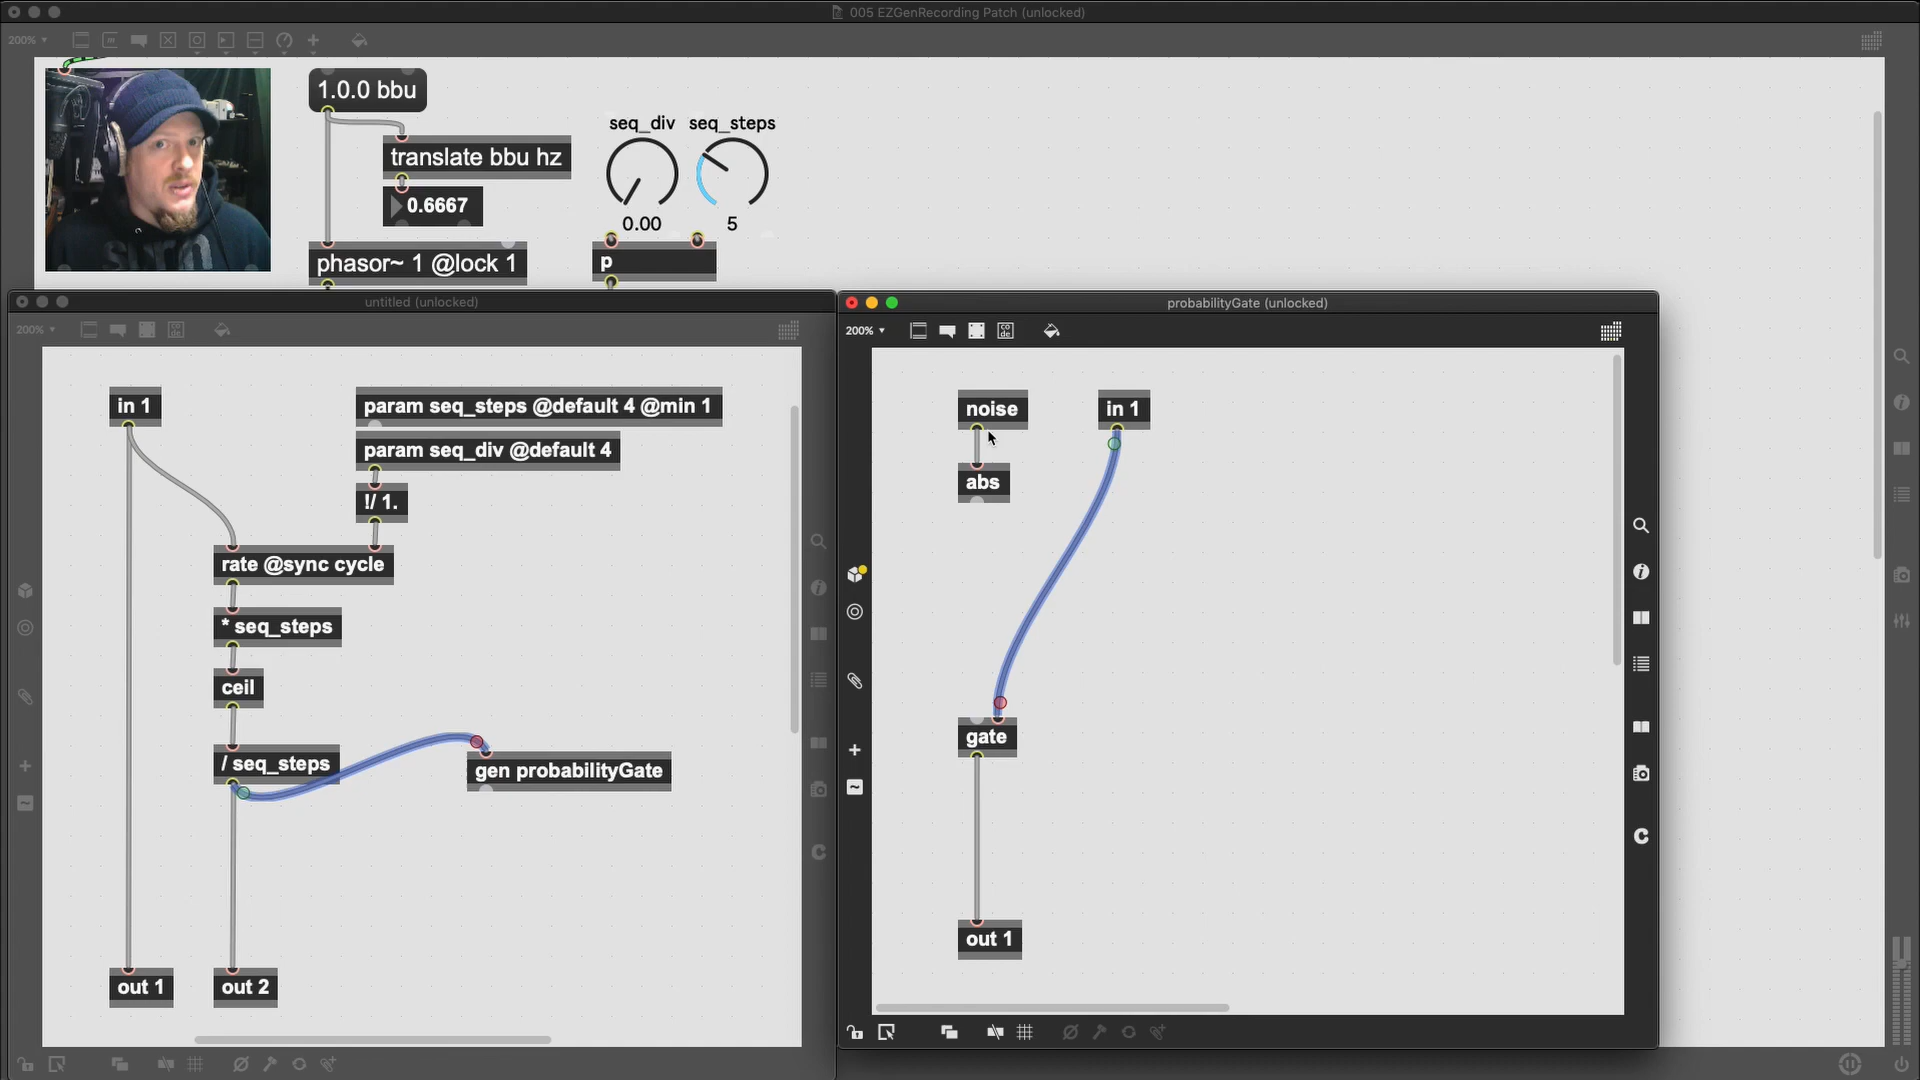 005 EZGenRecording Patch (unlocked)
200%
1.0.0 bbu
translate bbu hz
0.6667
phasor~ 1 @lock 1
seq_div
seq_steps
0.00
5
p
untitled (unlocked)
200%
in 1
param seq_steps @default 4 @min 1
param seq_div @default 4
!/ 1.
rate @sync cycle
* seq_steps
ceil
/ seq_steps
gen probabilityGate
out 1
out 2
probabilityGate (unlocked)
200%
noise
in 1
abs
gate
out 1